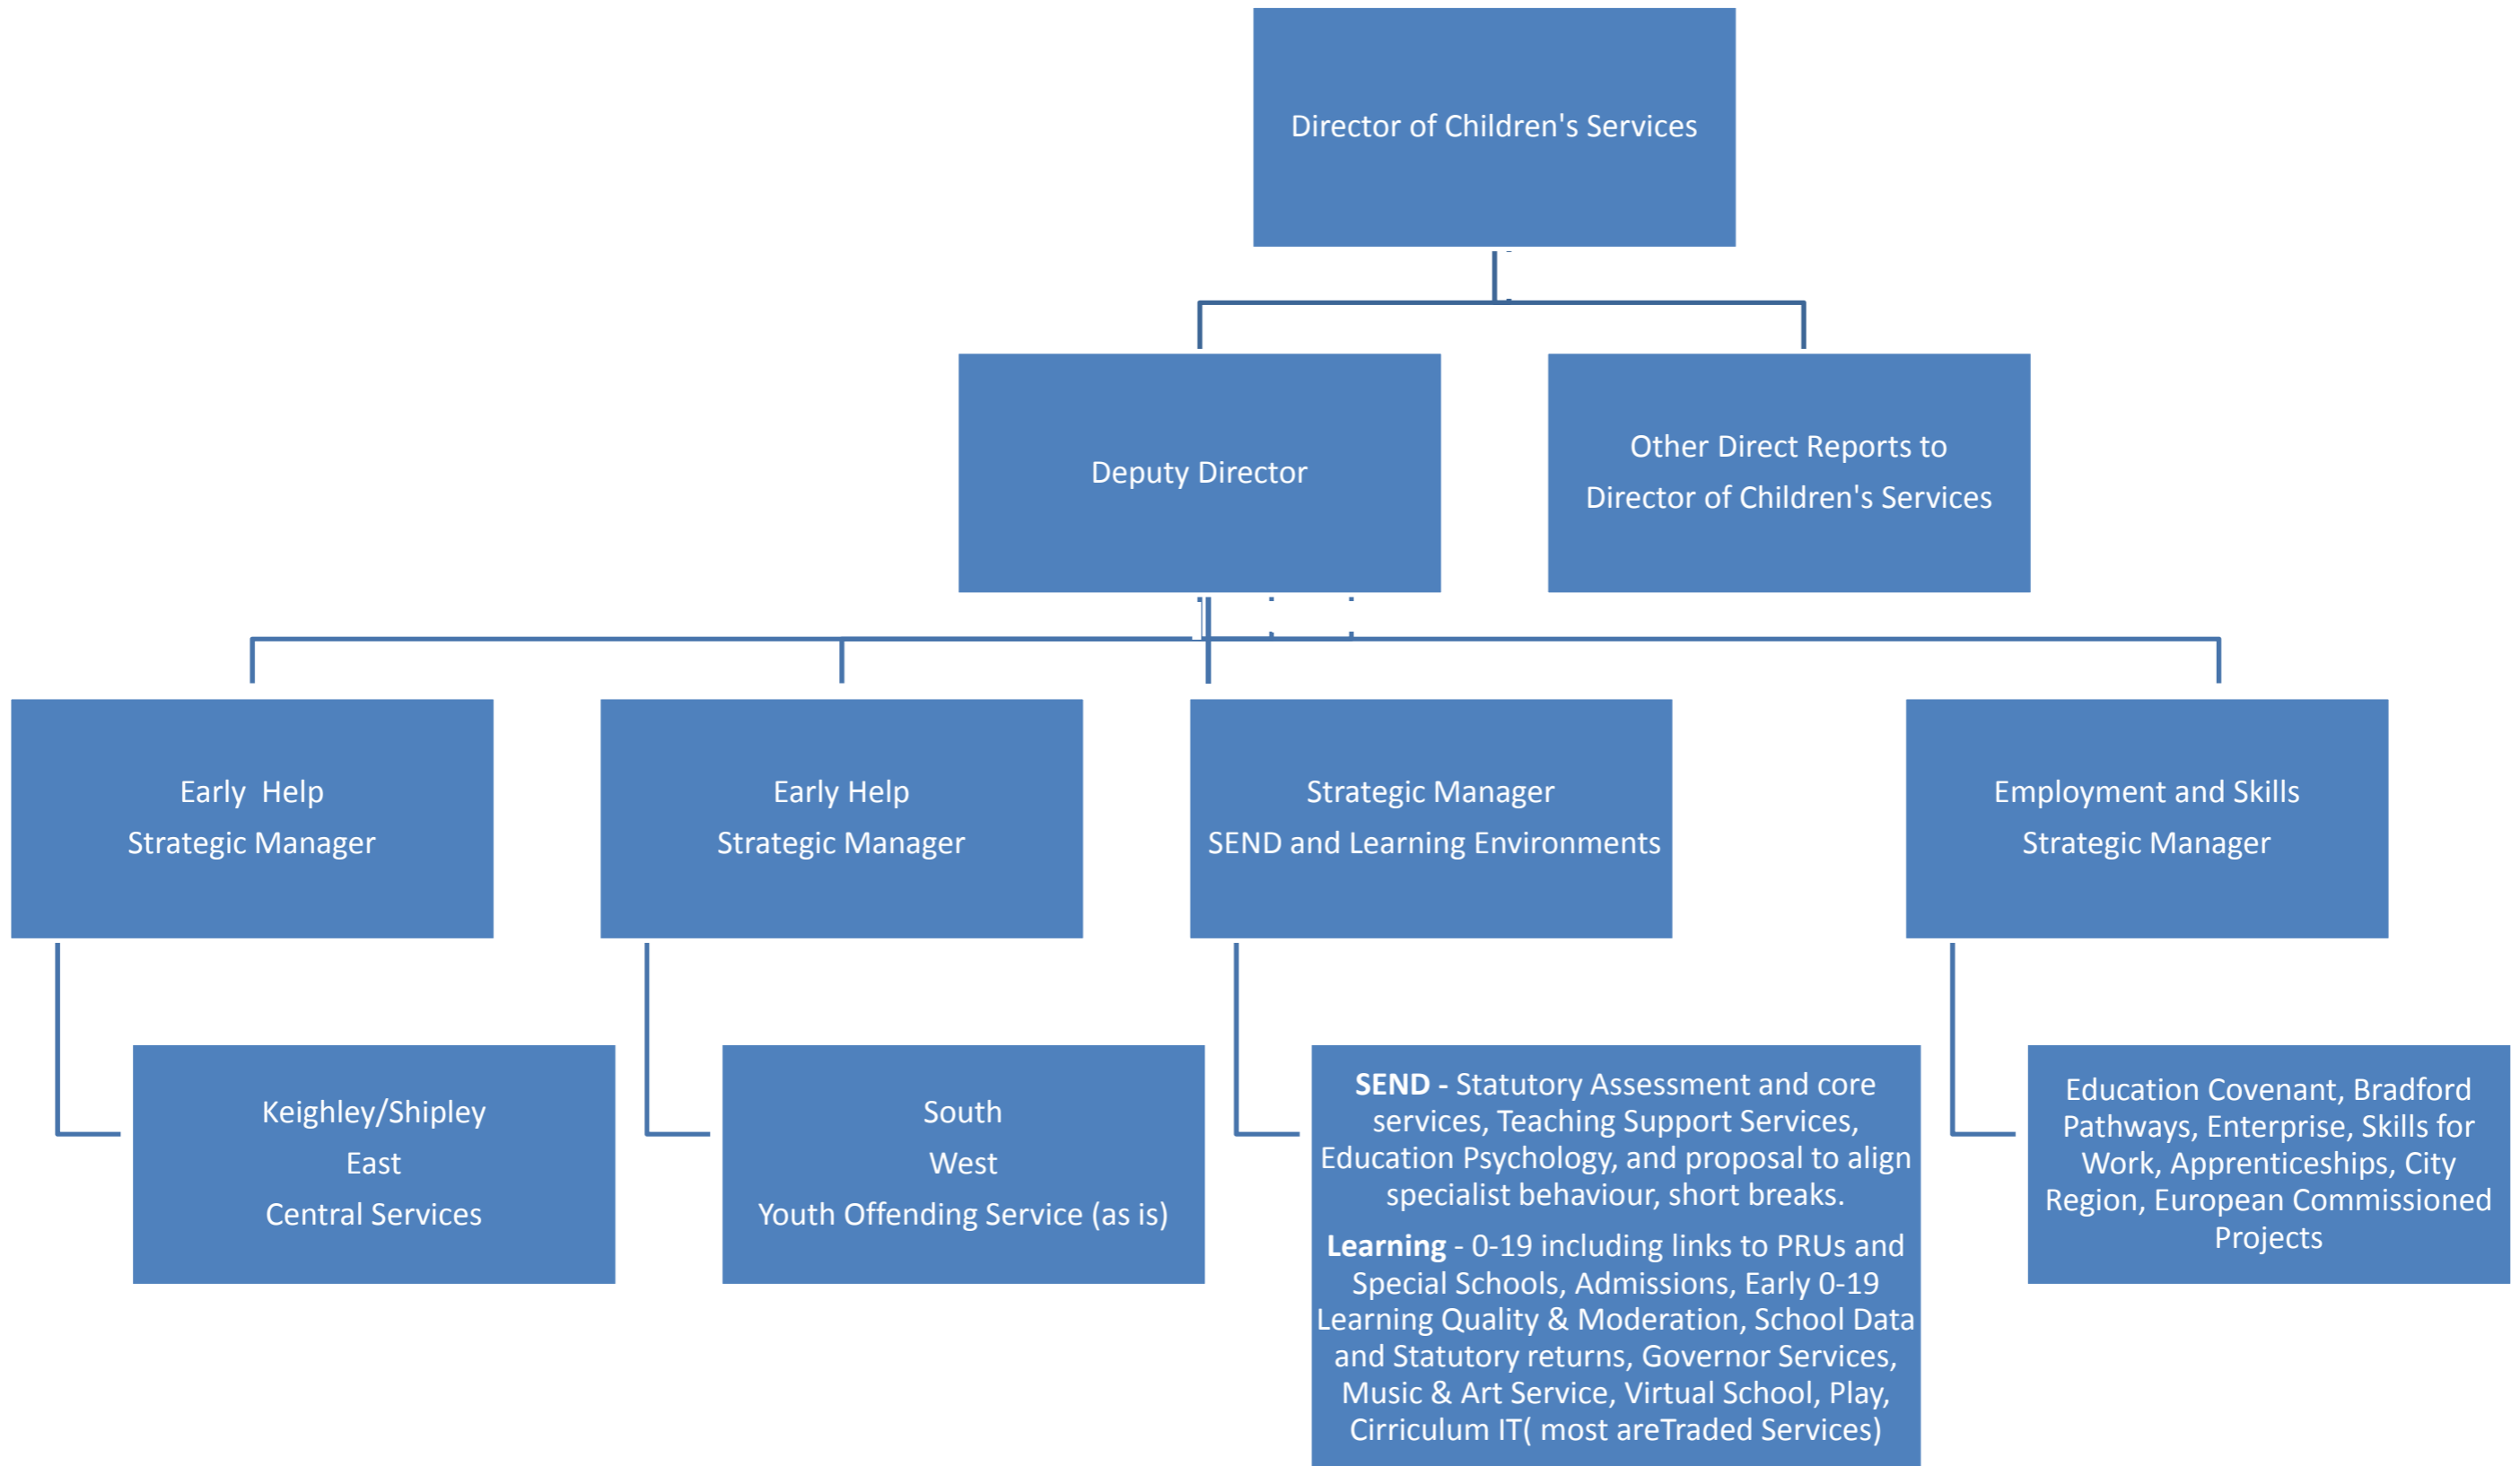 Director of Children's Services
Deputy Director
Other Direct Reports to
Director of Children's Services
Early  Help
Strategic Manager
Early Help
Strategic Manager
Strategic Manager
SEND and Learning Environments
Employment and Skills
Strategic Manager
Keighley/Shipley
East
Central Services
South
West
Youth Offending Service (as is)
SEND - Statutory Assessment and core
services, Teaching Support Services,
Education Psychology, and proposal to align
specialist behaviour, short breaks.
Learning - 0-19 including links to PRUs and
Special Schools, Admissions, Early 0-19
Learning Quality & Moderation, School Data
and Statutory returns, Governor Services,
Music & Art Service, Virtual School, Play,
Cirriculum IT( most areTraded Services)
Education Covenant, Bradford
Pathways, Enterprise, Skills for
Work, Apprenticeships, City
Region, European Commissioned
Projects